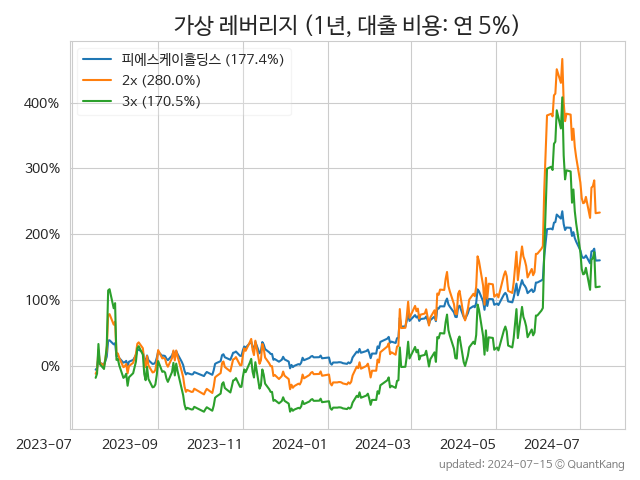 가상 레버리지 (1년, 대출 비용: 연 5%)
피에스케이홀딩스 (177.4%)
2x (280.0%)
3x (170.5%)
400%
300%
200%
100%
0%
2023-07 2023-09 2023-11 2024-01 2024-03 2024-05 2024-07
updated: 2024-07-15 © QuantKang